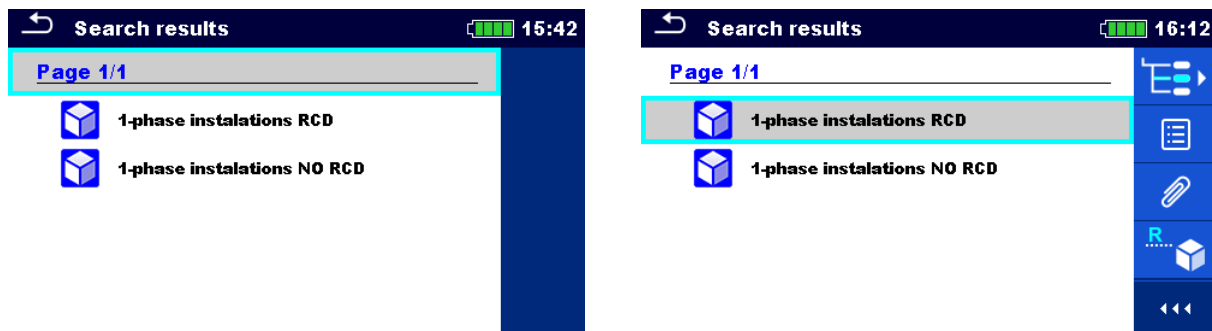 Search results 15:42
Page 1/1
1-phase instalations RCD
1-phase instalations NO RCD
Search results 16:12
Page 1/1
1-phase instalations RCD
1-phase instalations NO RCD
R